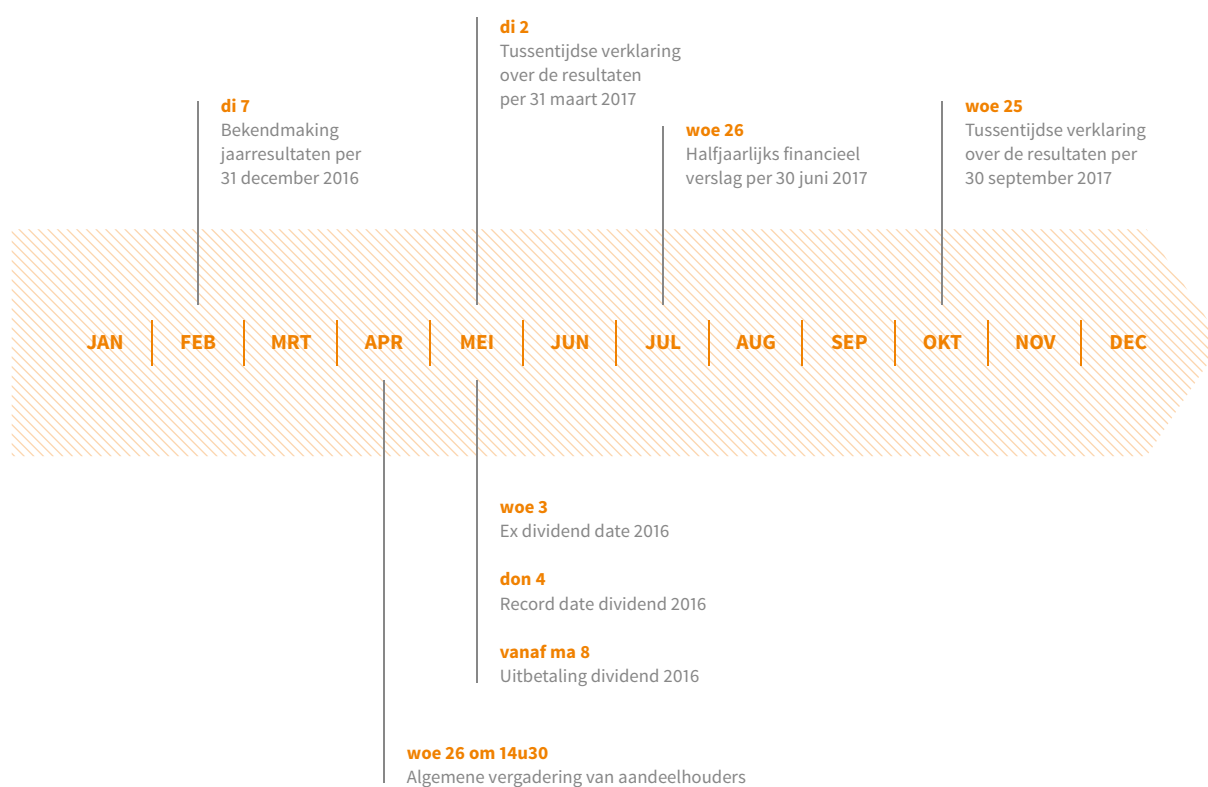 di 2
Tussentijdse verklaring
over de resultaten
per 31 maart 2017
di 7
Bekendmaking
jaarresultaten per
31 december 2016
woe 26
Halfjaarlijks financieel
verslag per 30 juni 2017
woe 25
Tussentijdse verklaring
over de resultaten per
30 september 2017
JAN FEB MRT APR MEI JUN JUL AUG SEP OKT NOV DEC
woe 3
Ex dividend date 2016
don 4
Record date dividend 2016
vanaf ma 8
Uitbetaling dividend 2016
woe 26 om 14u30
Algemene vergadering van aandeelhouders